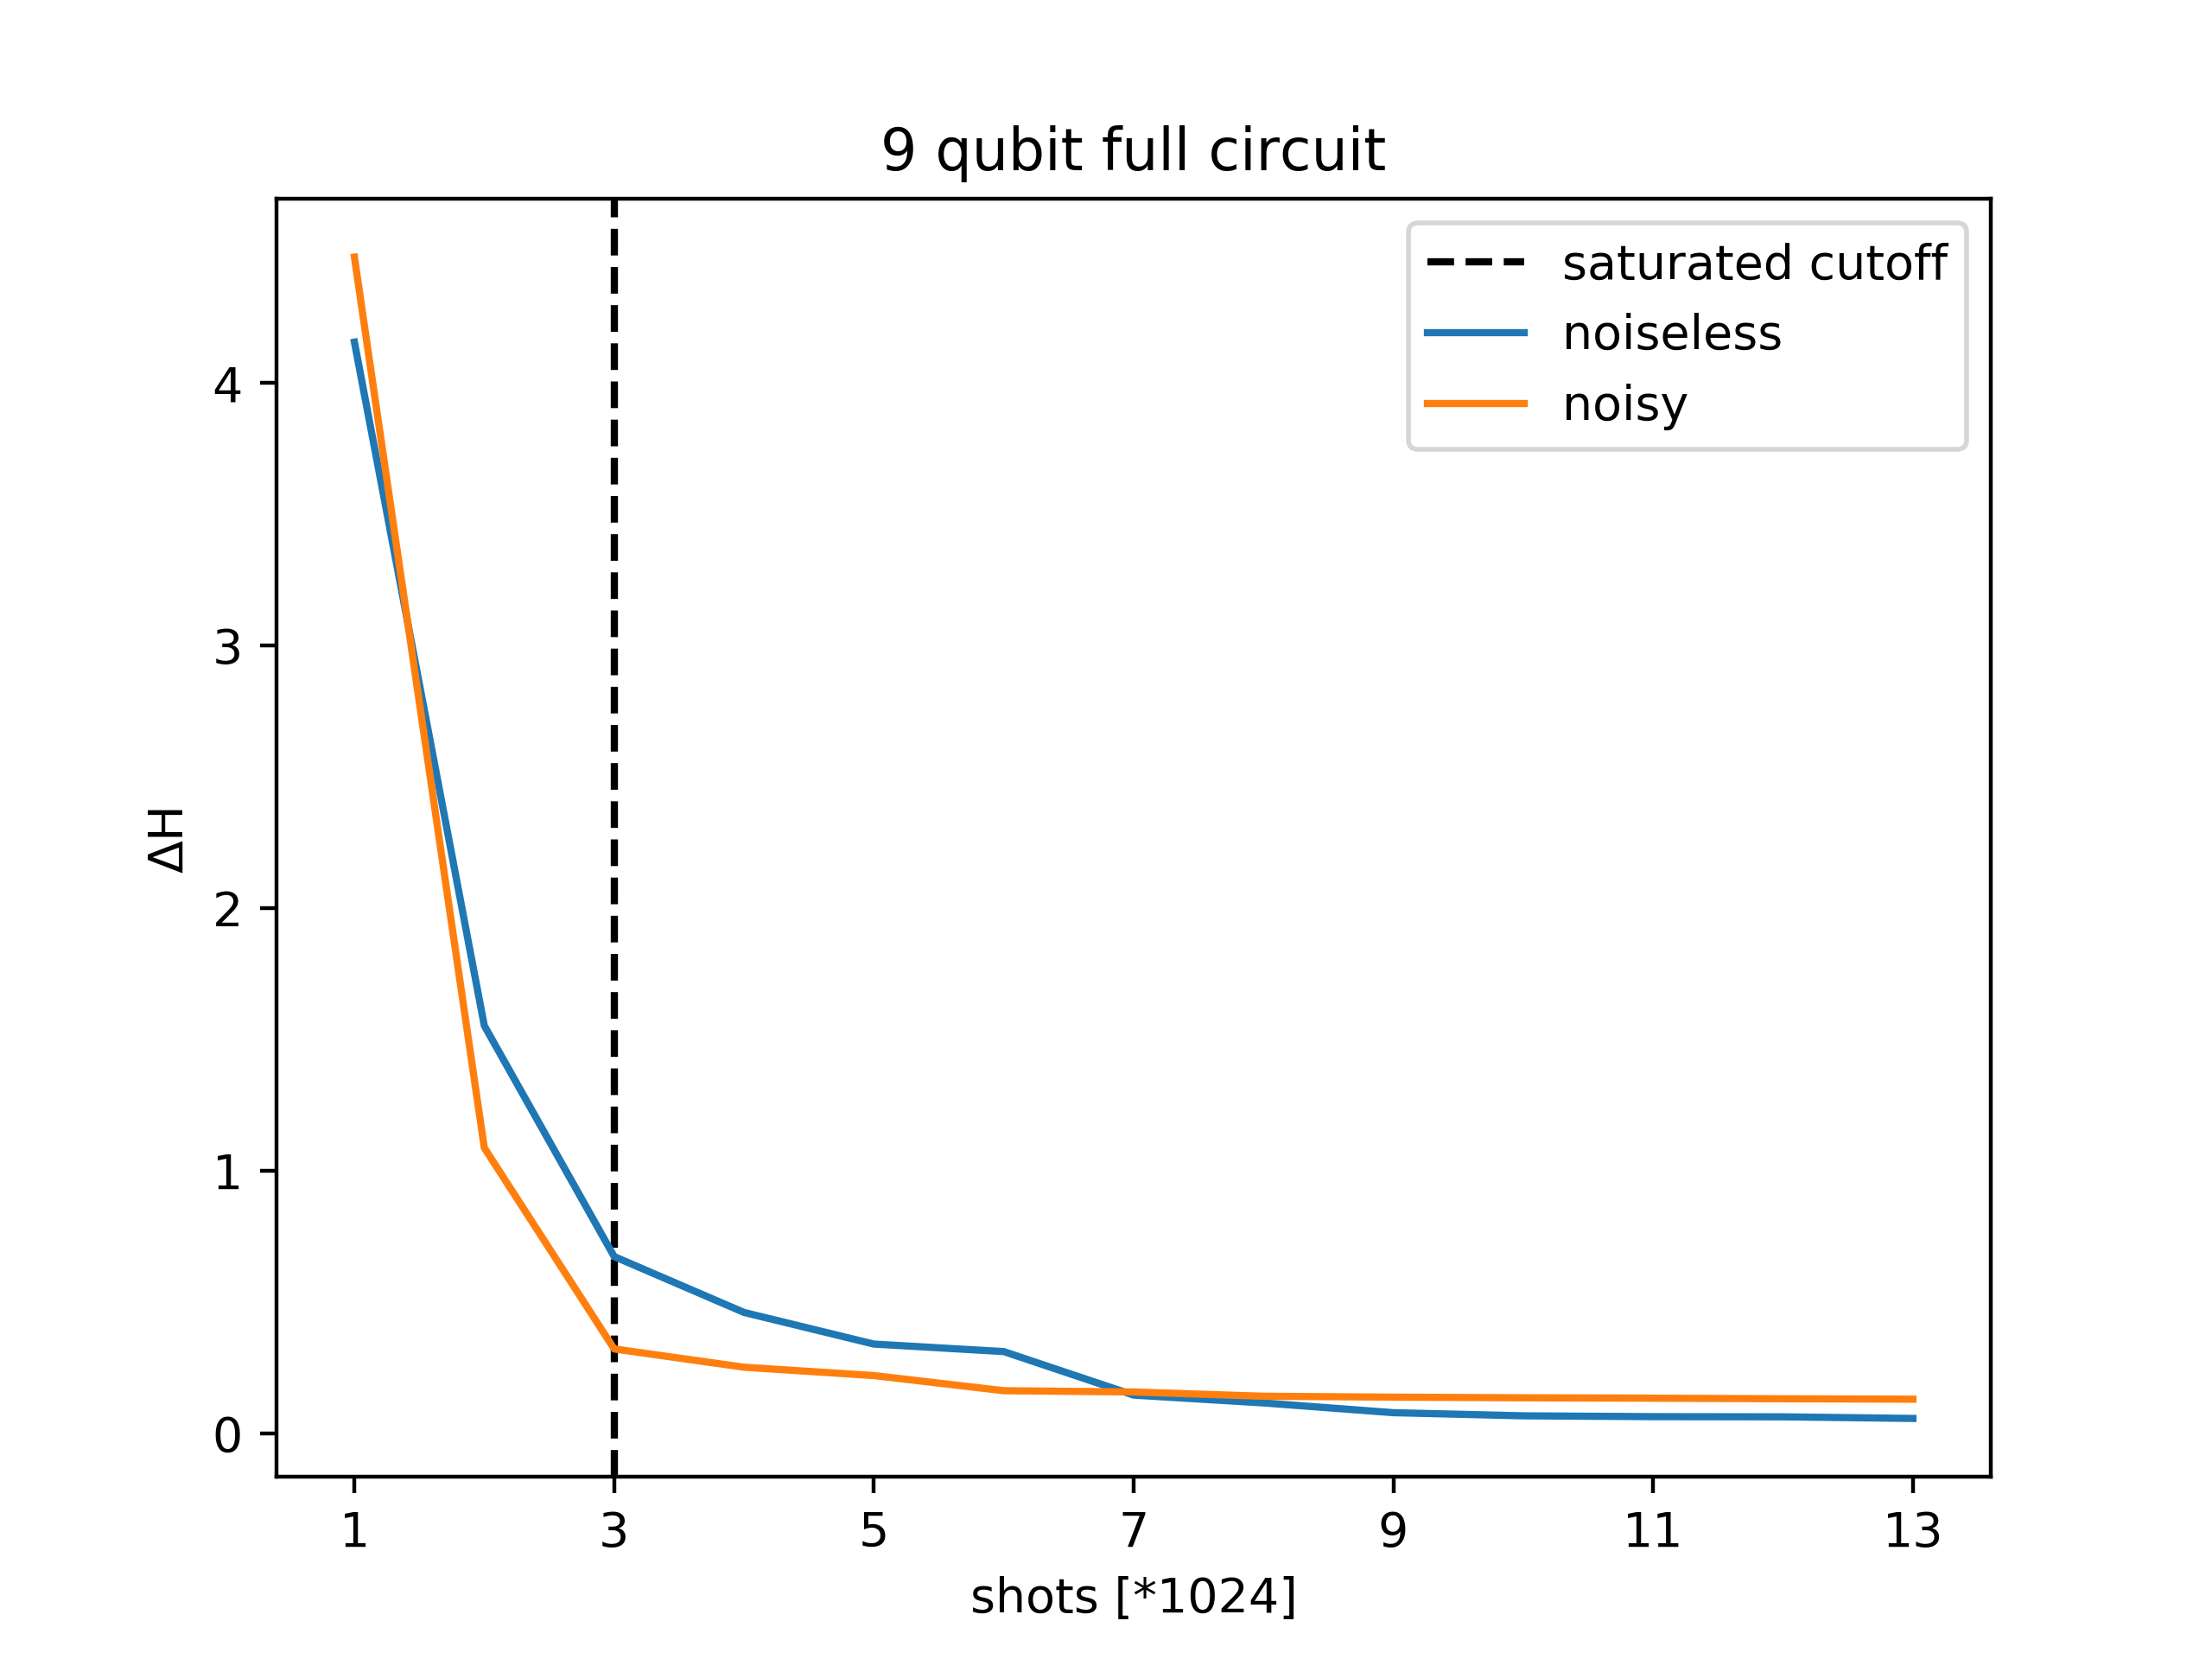 9 qubit full circuit
saturated cutoff
noiseless
noisy
ΔH
4
3
2
1
0
1 3 5 7 9 11 13
shots [*1024]